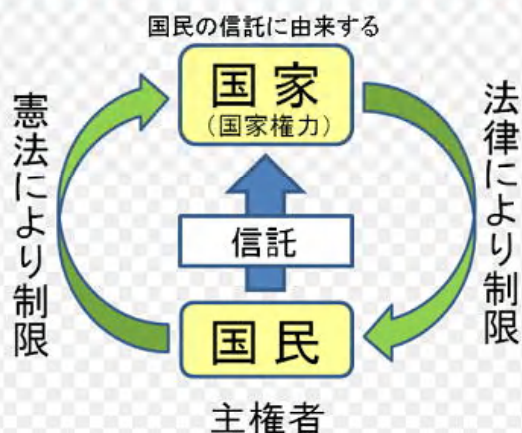 国民の信託に由来する
国家
（国家権力）
憲法により制限
法律により制限
信託
国民
主権者